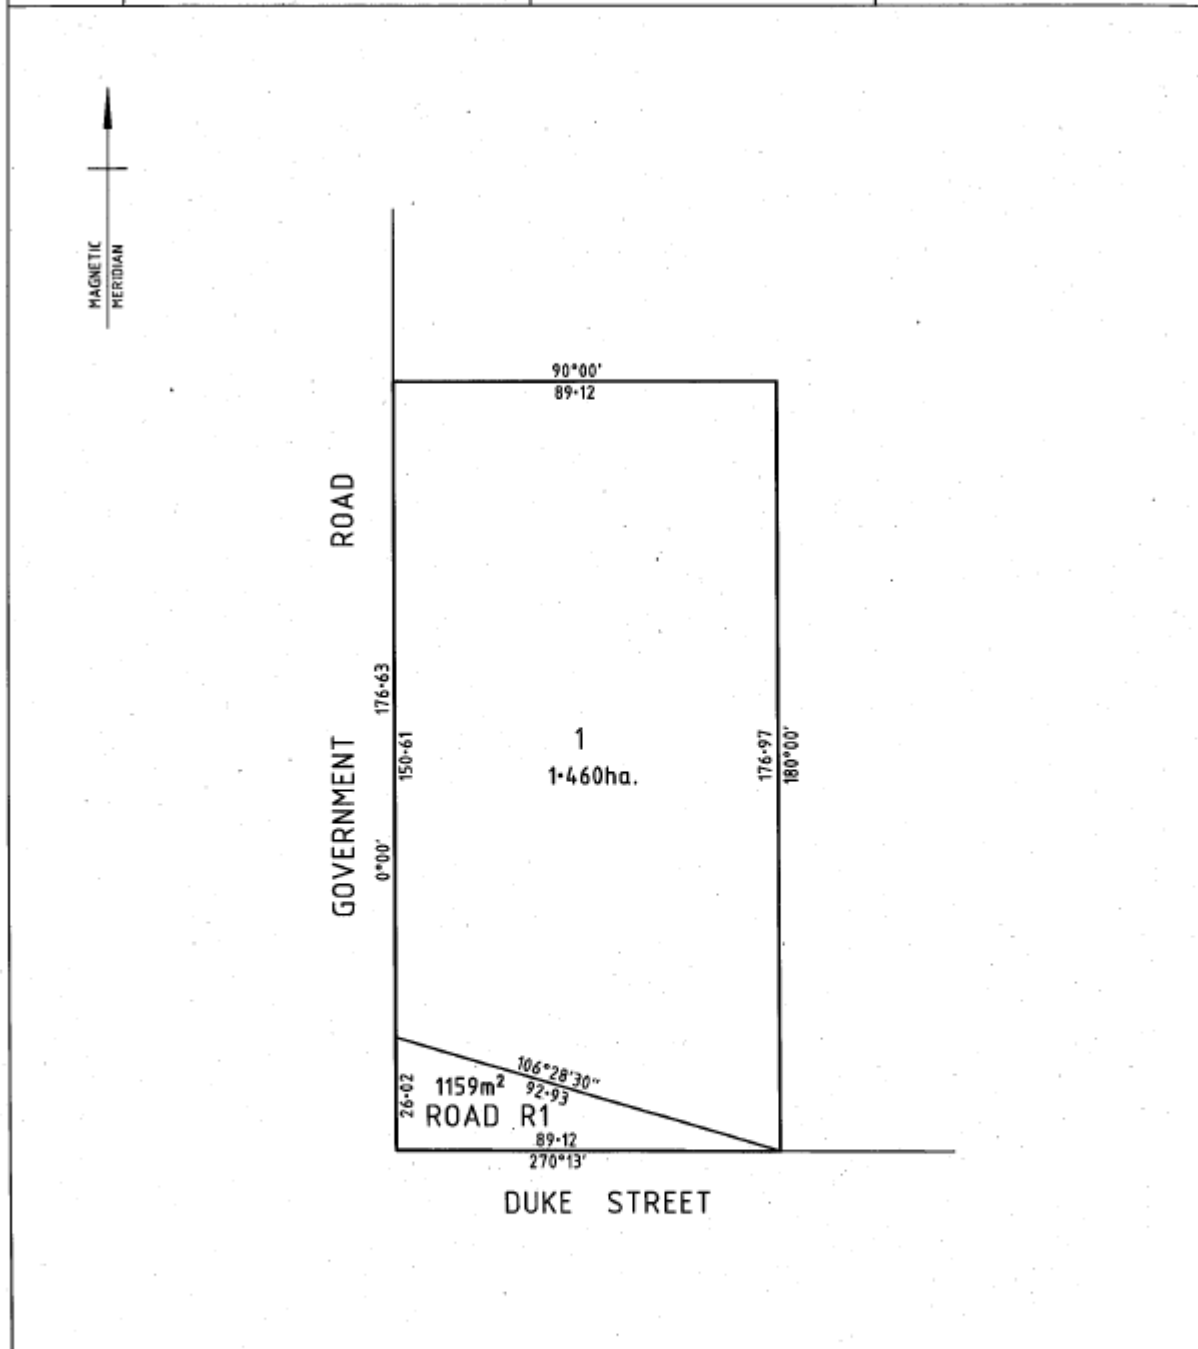 MAGNETIC
MERIDIAN
90°00'
89·12
ROAD
GOVERNMENT
176·63
0°00'
150·61
1
1·460ha.
176·97
180°00'
106°28'30"
92·93
26·02
1159m²
ROAD R1
89·12
270°13'
DUKE STREET